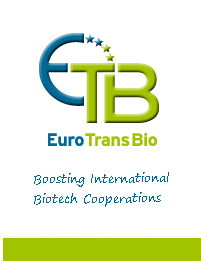 ETB
EuroTransBio
Boosting International
Biotech Cooperations